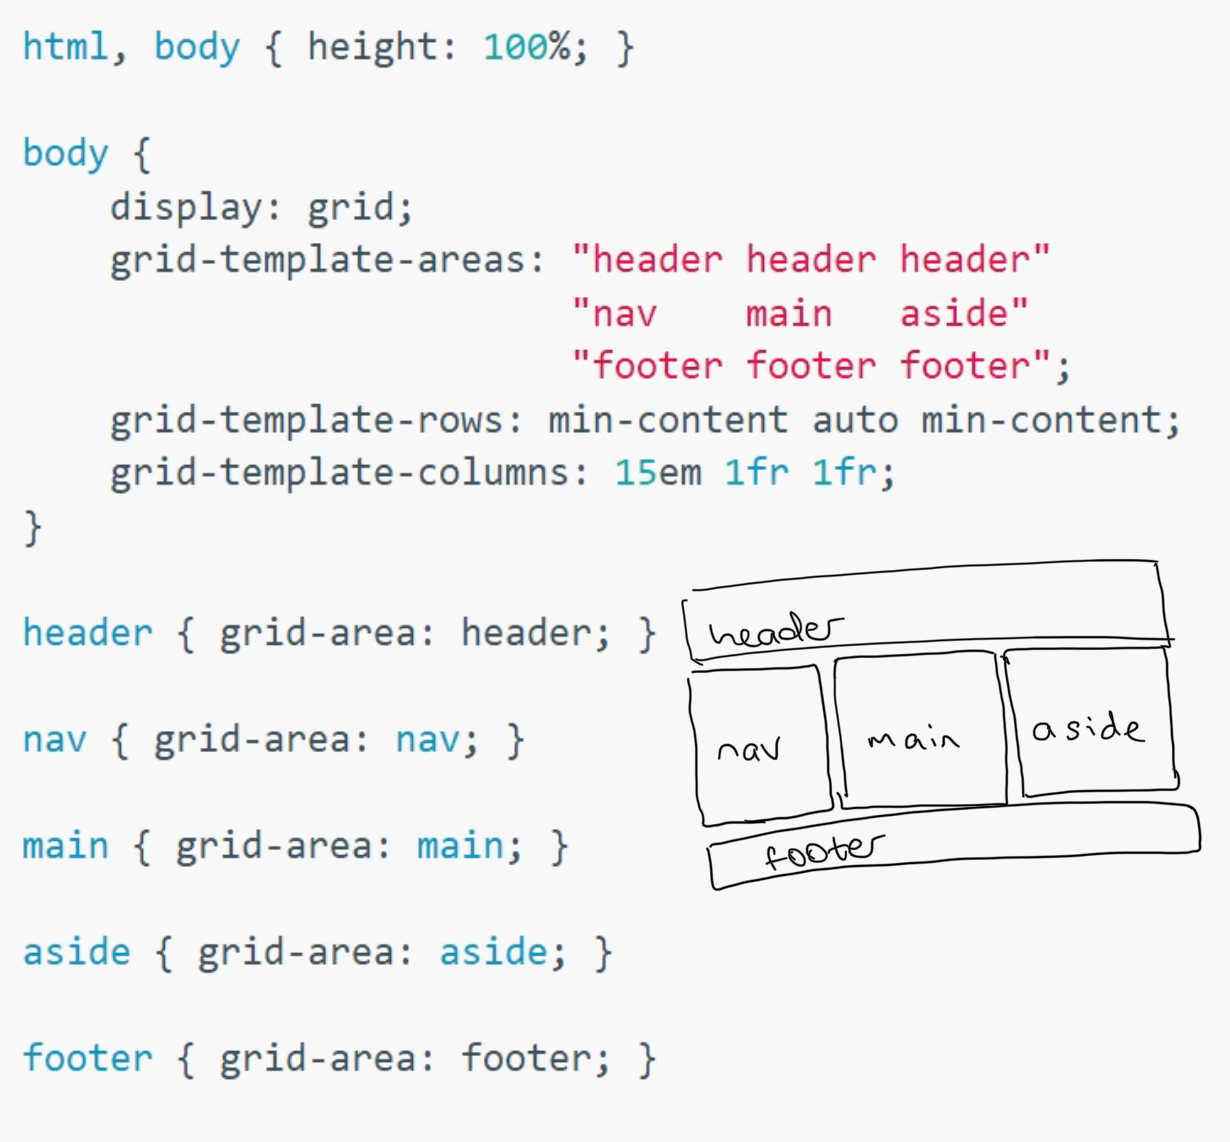 html, body { height: 100%; }
body {
display: grid;
grid-template-areas: "header header header"
"nav    main   aside"
"footer footer footer";
grid-template-rows: min-content auto min-content;
grid-template-columns: 15em 1fr 1fr;
}
header { grid-area: header; }
nav { grid-area: nav; }
main { grid-area: main; }
aside { grid-area: aside; }
footer { grid-area: footer; }
header
nav main aside
footer